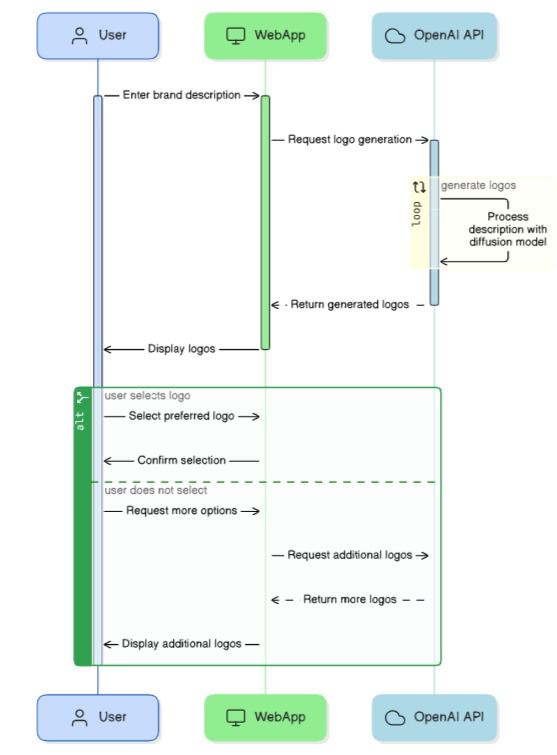 User
WebApp
OpenAI API
Enter brand description
Request logo generation
loop
generate logos
Process
description with
diffusion model
Return generated logos
Display logos
alt
user selects logo
Select preferred logo
Confirm selection
user does not select
Request more options
Request additional logos
Return more logos
Display additional logos
User
WebApp
OpenAI API